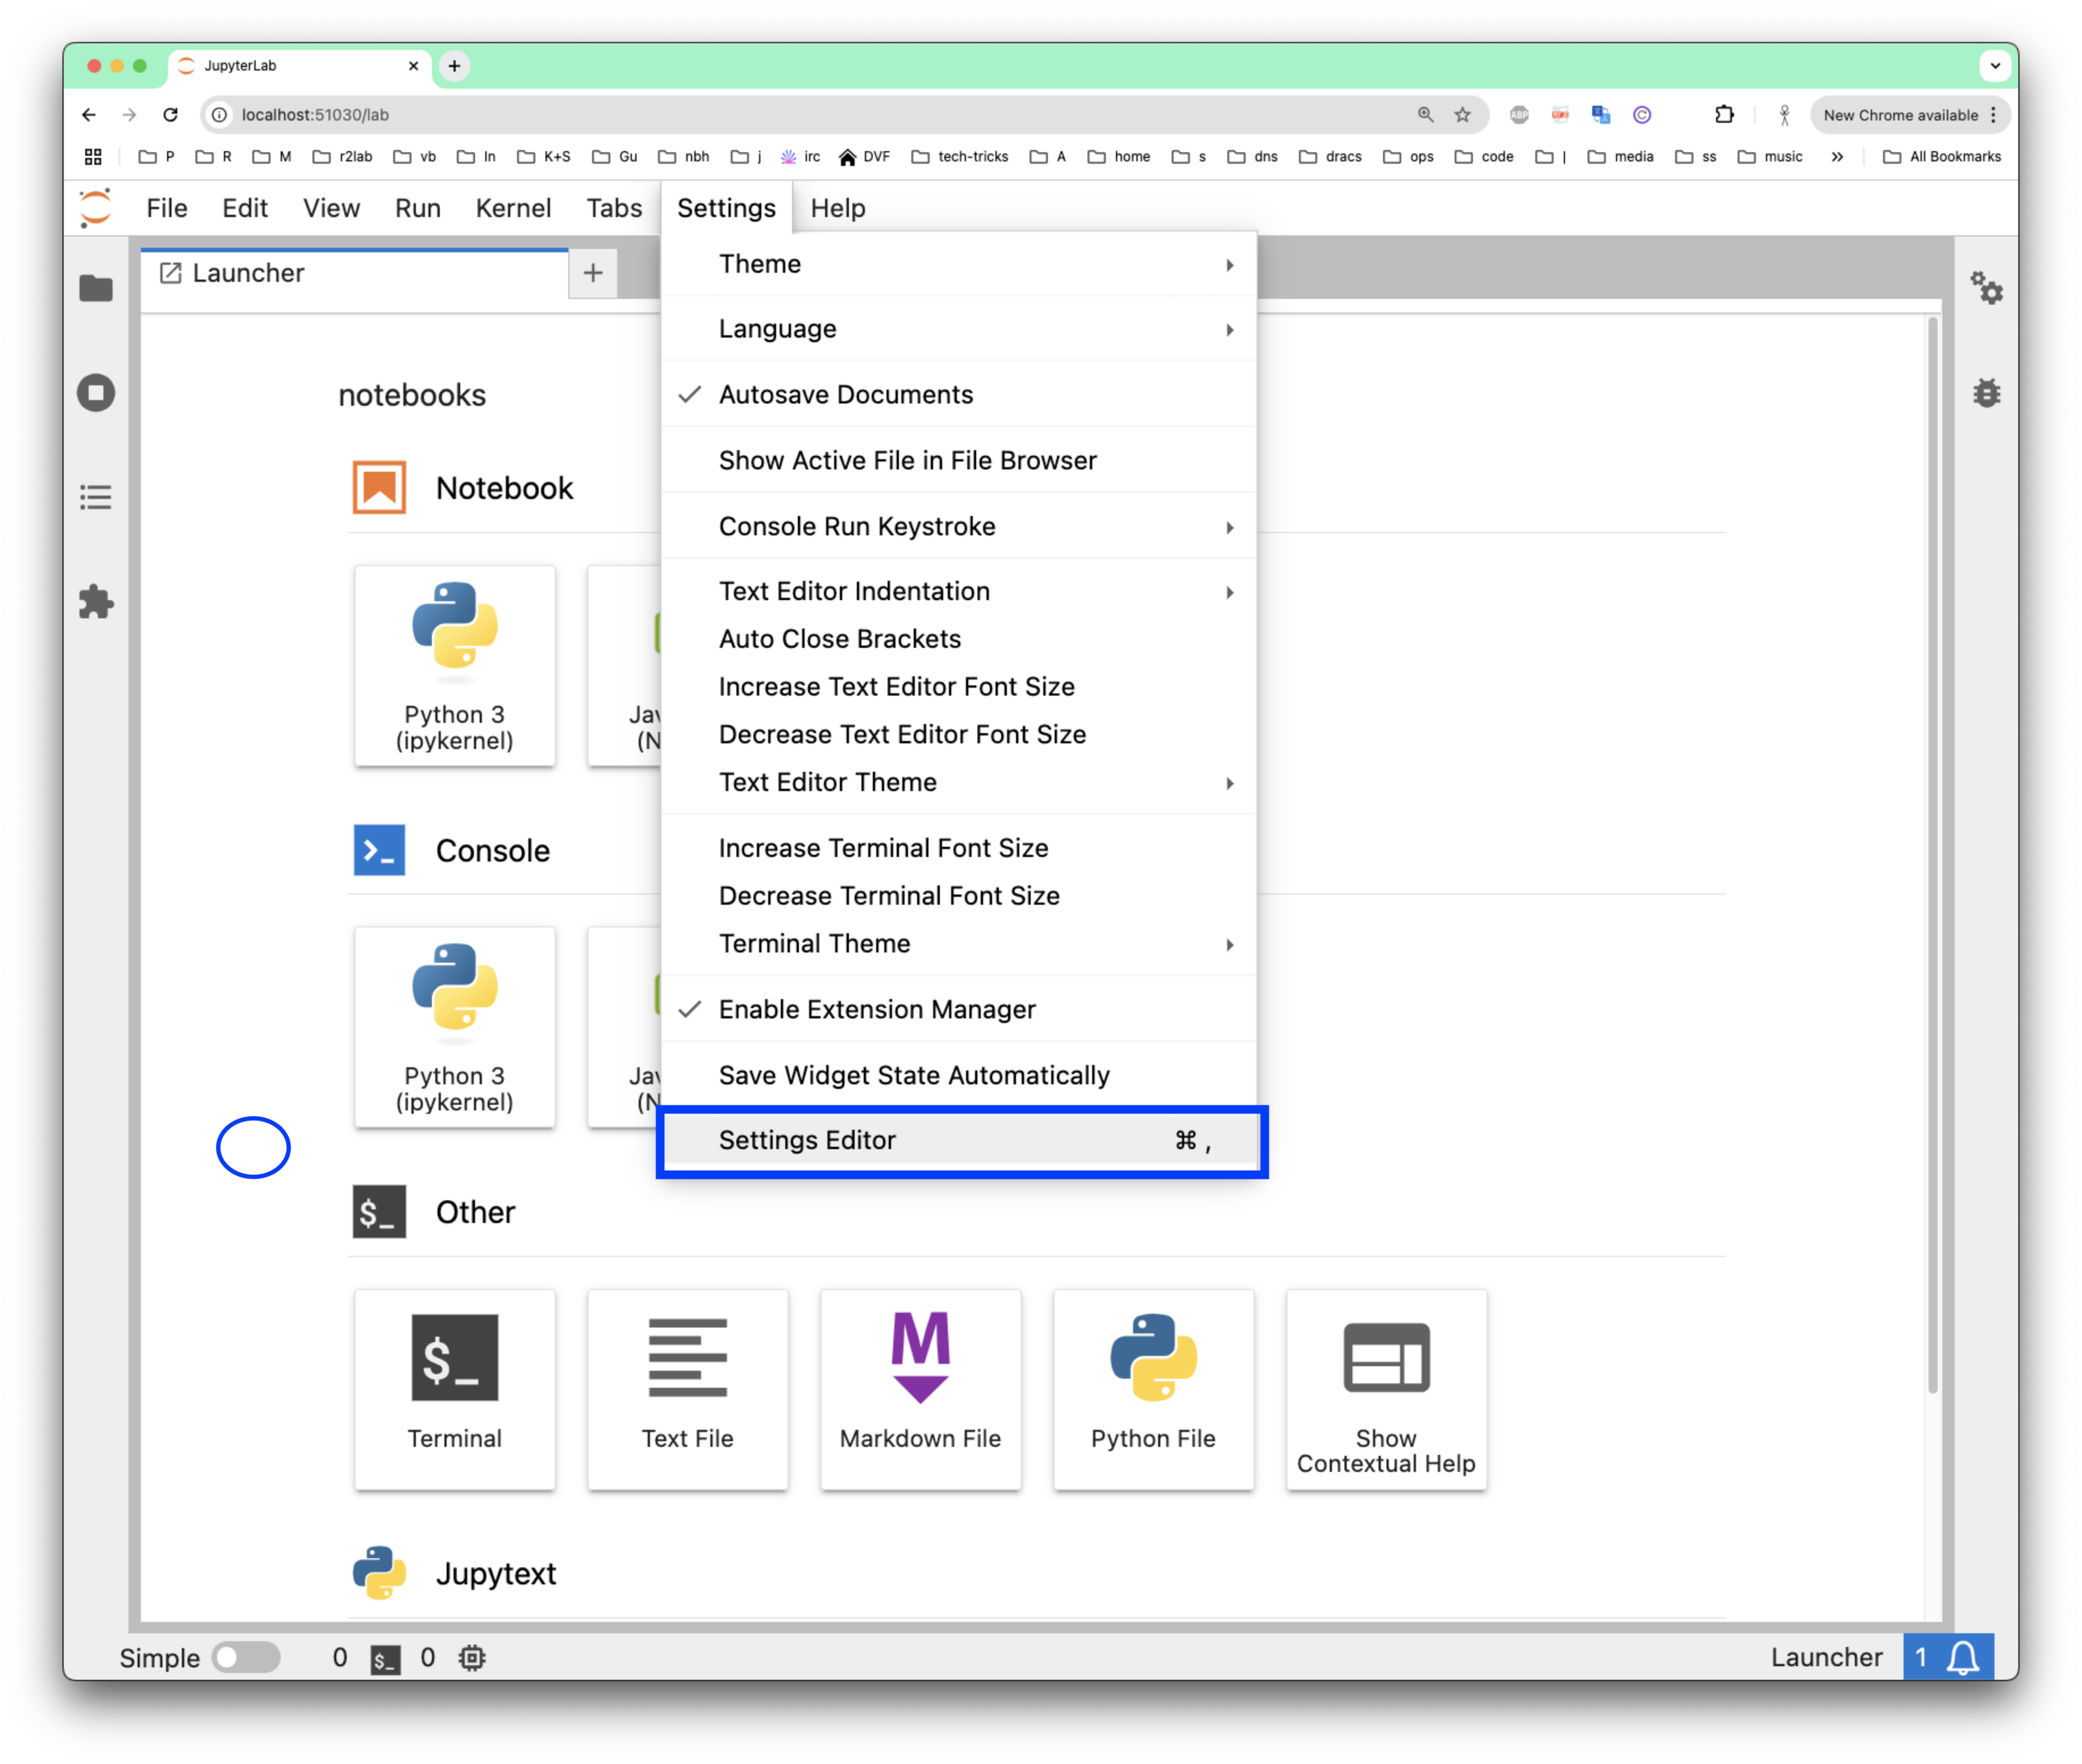 JupyterLab
localhost:51030/lab
ABP
New Chrome available
P R M r2lab vb In K+S Gu nbh j irc DVF tech-tricks A home s dns dracs ops code media ss music » All Bookmarks
File Edit View Run Kernel Tabs Settings Help
Launcher
Theme
Language
notebooks
Autosave Documents
Show Active File in File Browser
Notebook
Console Run Keystroke
Text Editor Indentation
Auto Close Brackets
Increase Text Editor Font Size
Python 3
(ipykernel)
Jav
(N
Decrease Text Editor Font Size
Text Editor Theme
Console
Increase Terminal Font Size
Decrease Terminal Font Size
Terminal Theme
Enable Extension Manager
Python 3
(ipykernel)
Jav
(N
Save Widget State Automatically
Settings Editor ⌘ ,
$_ Other
$_
M
Terminal
Text File
Markdown File
Python File
Show
Contextual Help
Jupytext
Simple 0 $_ 0 Launcher 1